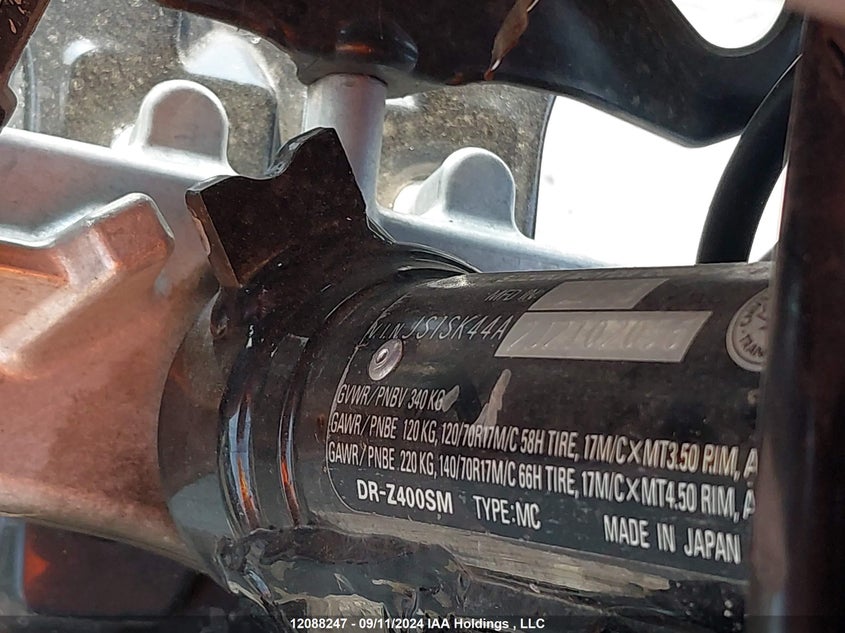 MFD IN
V.I.N. JS1SK44A
GVWR/PNBV 340 KG
GAWR/PNBE 120 KG, 120/70R17M/C 58H TIRE, 17M/C×MT3.50 RIM, A
GAWR/PNBE 220 KG, 140/70R17M/C 66H TIRE, 17M/C×MT4.50 RIM, A
DR-Z400SM TYPE:MC
MADE IN JAPAN
12088247 - 09/11/2024 IAA Holdings , LLC